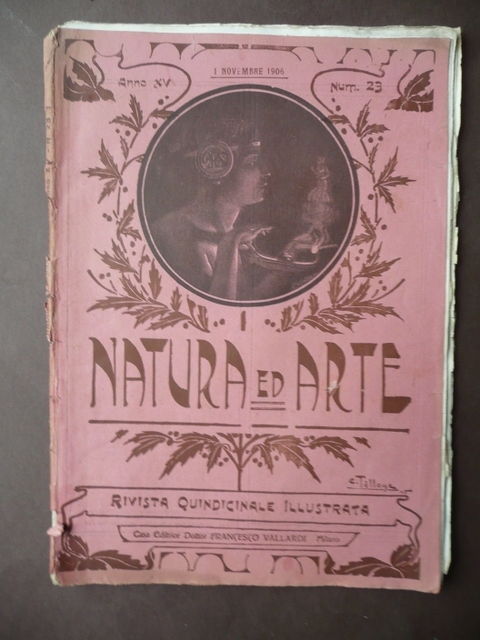 1 NOVEMBRE 1906
Anno XV Num. 23
NATURA ED ARTE
RIVISTA QUINDICINALE ILLUSTRATA
Casa Editrice Dottor FRANCESCO VALLARDI Milano